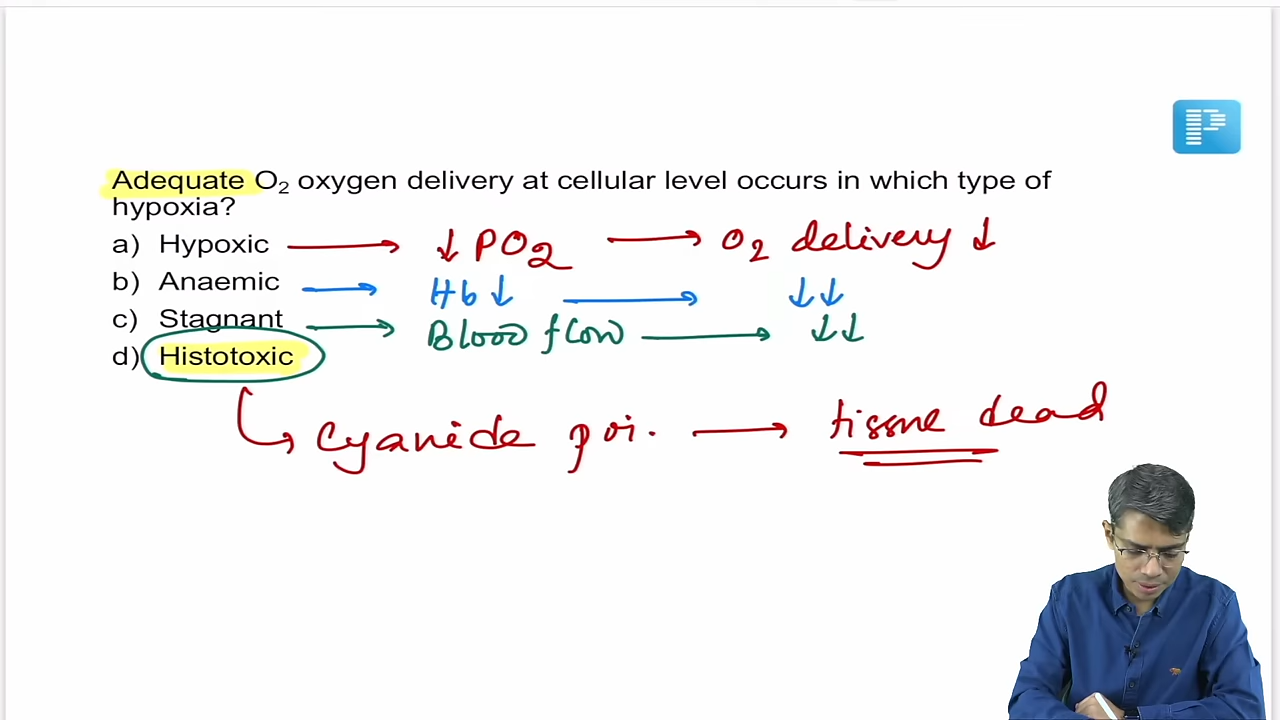 Adequate O₂ oxygen delivery at cellular level occurs in which type of
hypoxia?
a) Hypoxic → ↓ PO₂ → O₂ delivery ↓
b) Anaemic → Hb ↓ → ↓↓
c) Stagnant → Blood flow → ↓↓
d) Histotoxic
↳ Cyanide poi. → tissue dead
P